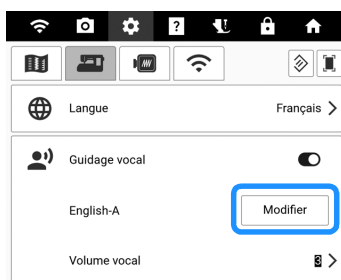 ?
Langue Français >
Guidage vocal
English-A Modifier
Volume vocal 3 >